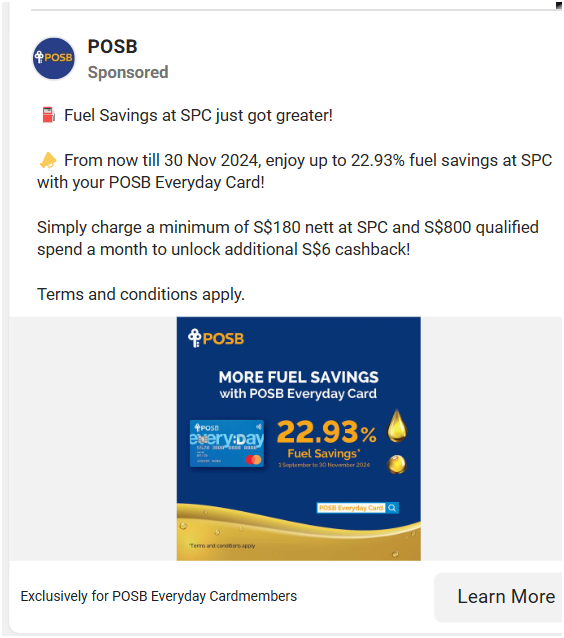 POSB
POSB
Sponsored
Fuel Savings at SPC just got greater!
From now till 30 Nov 2024, enjoy up to 22.93% fuel savings at SPC
with your POSB Everyday Card!
Simply charge a minimum of S$180 nett at SPC and S$800 qualified
spend a month to unlock additional S$6 cashback!
Terms and conditions apply.
POSB
MORE FUEL SAVINGS
with POSB Everyday Card
POSB
every:Day
22.93%
Fuel Savings*
1 September to 30 November 2024
POSB Everyday Card
*Terms and conditions apply
Exclusively for POSB Everyday Cardmembers
Learn More